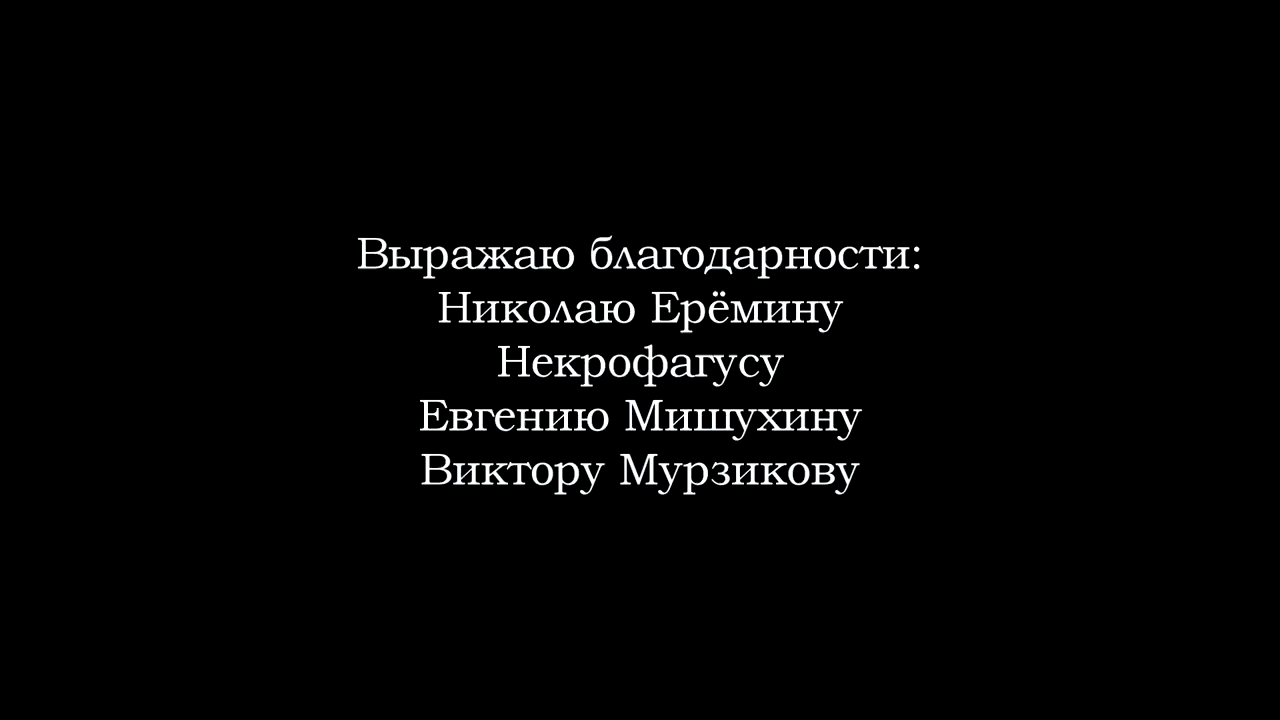 Выражаю благодарности:
Николаю Ерёмину
Некрофагусу
Евгению Мишухину
Виктору Мурзикову